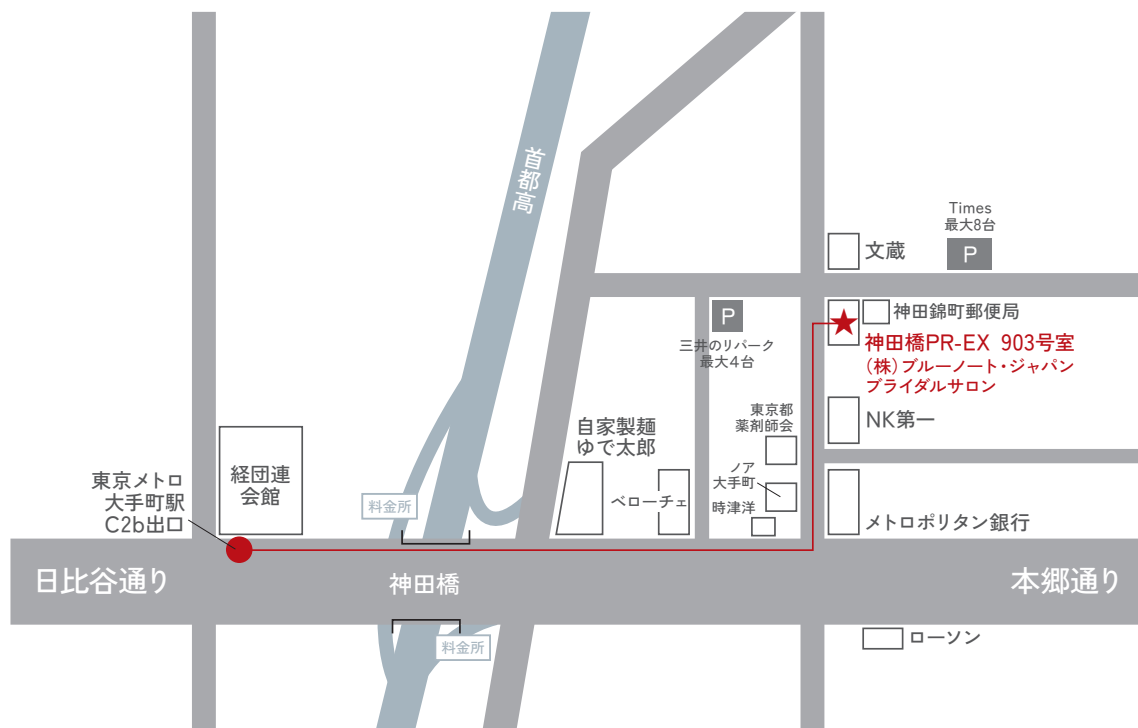 首都高
Times
最大8台
P
文蔵
神田錦町郵便局
P
三井のリパーク
最大4台
神田橋PR-EX 903号室
(株)ブルーノート・ジャパン
ブライダルサロン
NK第一
東京都
薬剤師会
自家製麺
ゆで太郎
ベローチェ
ノア
大手町
時津洋
メトロポリタン銀行
経団連
会館
料金所
東京メトロ
大手町駅
C2b出口
日比谷通り
神田橋
本郷通り
料金所
ローソン